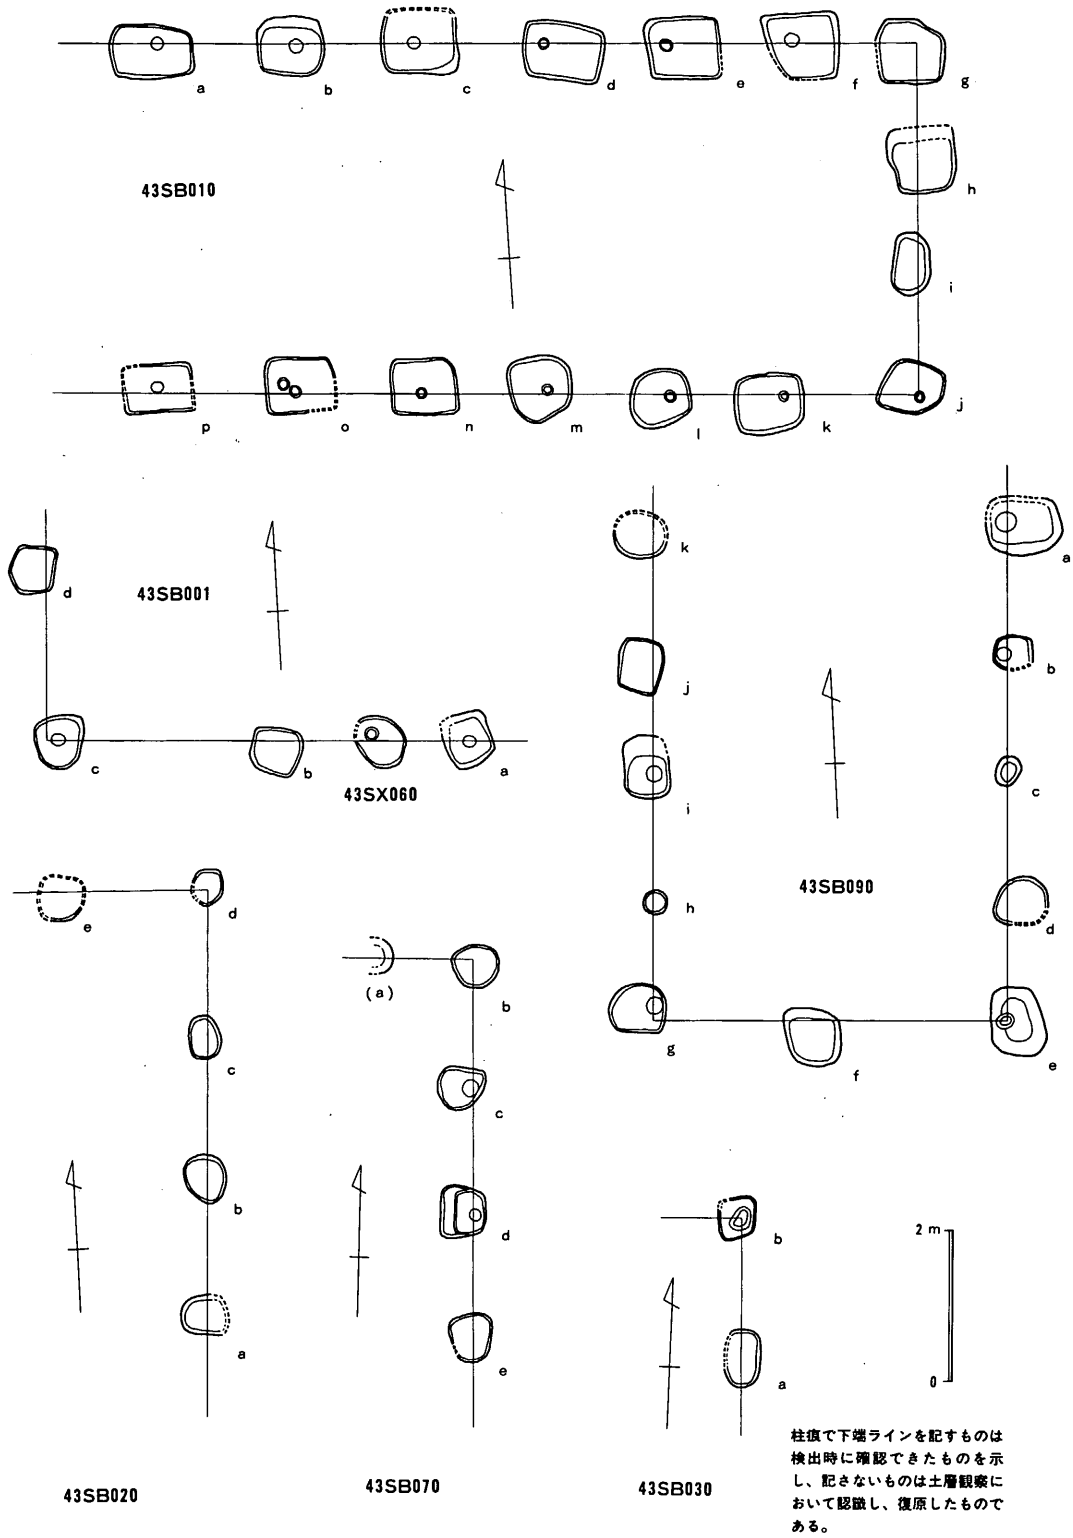 a b c d e f g
h
43SB010
i
p o n m l k j
d
43SB001
c b a
43SX060
k a
j b
i c
h 43SB090 d
g f e
e d
c
b
a
43SB020
(a) b
c
d
e
43SB070
b
a
43SB030
2 m
0
柱痕で下端ラインを記すものは
検出時に確認できたものを示
し、記さないものは土層観察に
おいて認識し、復原したもので
ある。